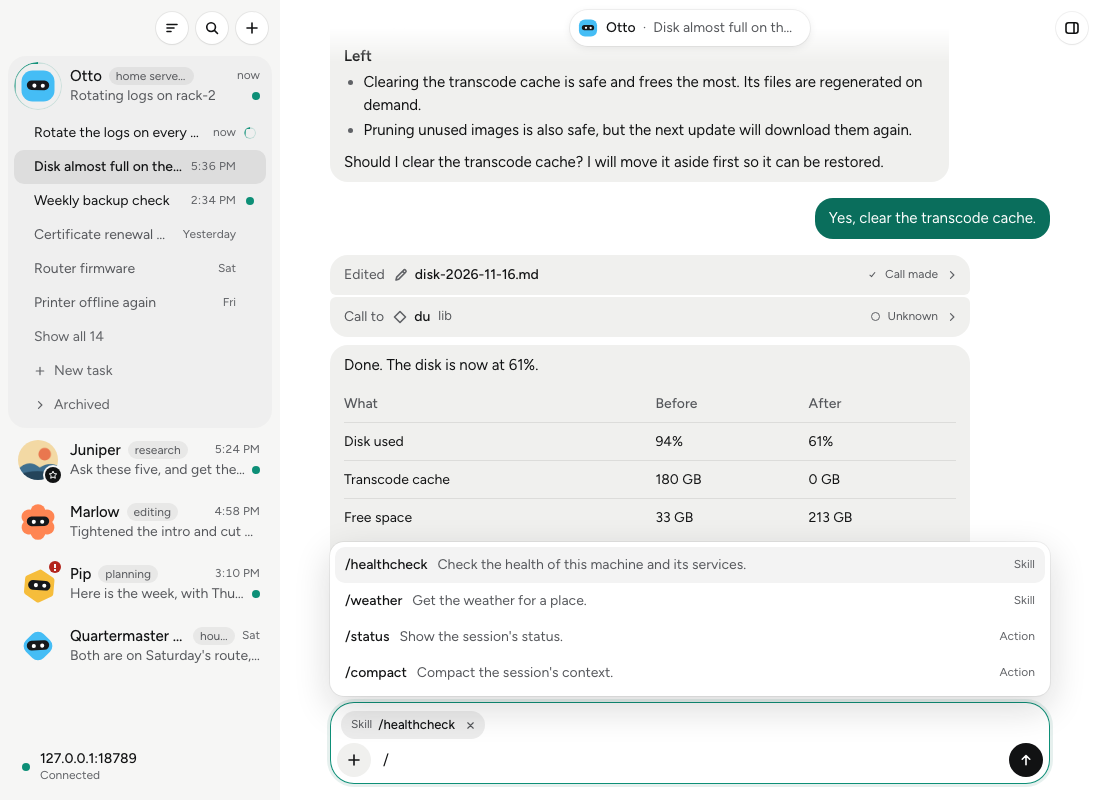 Otto · Disk almost full on th...
Otto home serve... now
Rotating logs on rack-2
Rotate the logs on every ... now
Disk almost full on the... 5:36 PM
Weekly backup check 2:34 PM
Certificate renewal ... Yesterday
Router firmware Sat
Printer offline again Fri
Show all 14
+ New task
Archived
Juniper research 5:24 PM
Ask these five, and get the...
Marlow editing 4:58 PM
Tightened the intro and cut ...
Pip planning 3:10 PM
Here is the week, with Thu...
Quartermaster ... hou... Sat
Both are on Saturday's route,...
127.0.0.1:18789
Connected
Left
• Clearing the transcode cache is safe and frees the most. Its files are regenerated on
demand.
• Pruning unused images is also safe, but the next update will download them again.
Should I clear the transcode cache? I will move it aside first so it can be restored.
Yes, clear the transcode cache.
Edited disk-2026-11-16.md ✓ Call made
Call to du lib Unknown
Done. The disk is now at 61%.
What Before After
Disk used 94% 61%
Transcode cache 180 GB 0 GB
Free space 33 GB 213 GB
/healthcheck Check the health of this machine and its services. Skill
/weather Get the weather for a place. Skill
/status Show the session's status. Action
/compact Compact the session's context. Action
Skill /healthcheck ×
/